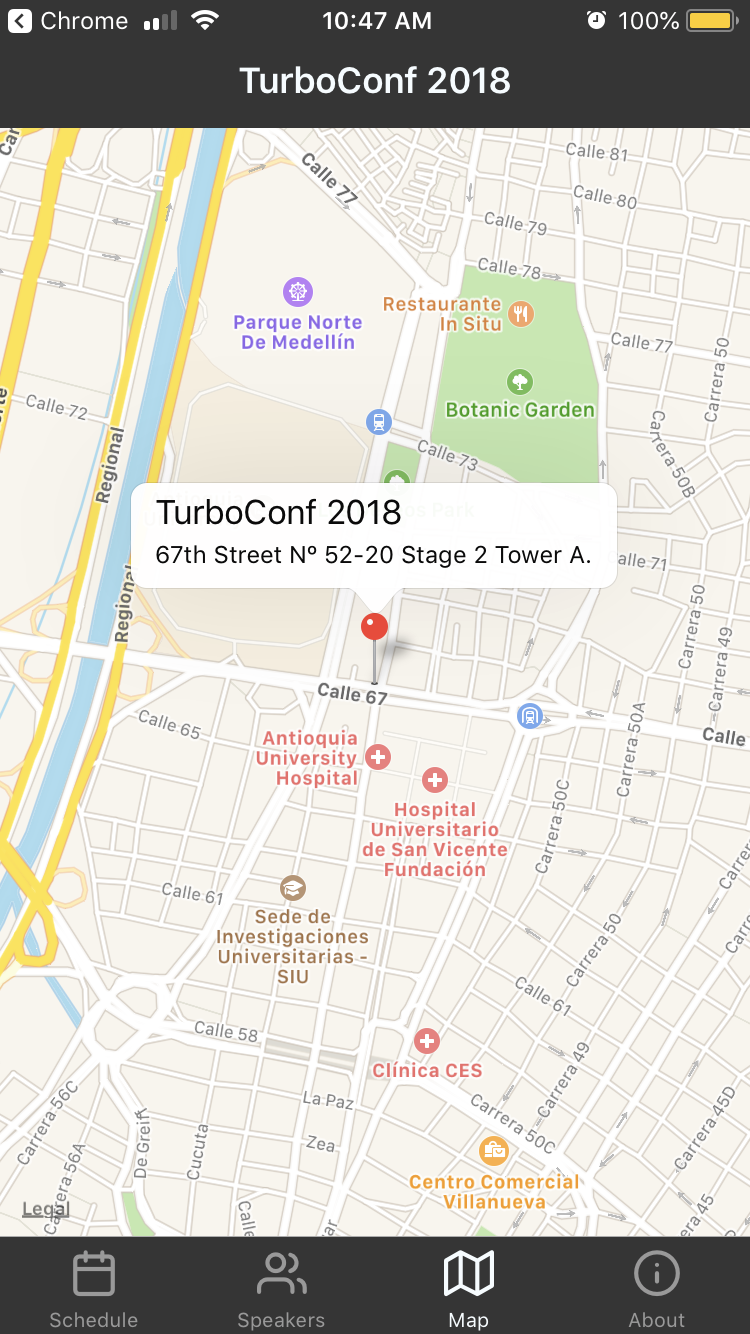 Chrome
10:47 AM
100%
TurboConf 2018
Calle 81
Calle 77
Calle 80
Calle 79
Calle 78
Parque Norte
De Medellín
Restaurante
In Situ
Calle 77
Carrera 50
Botanic Garden
Calle 72
Regional
Calle 73
Carrera 50B
TurboConf 2018
67th Street Nº 52-20 Stage 2 Tower A.
alle 71
Regional
Carrera 50
Carrera 49
Calle 67
Calle 65
Calle
Antioquia
University
Hospital
Carrera 50A
Hospital
Universitario
de San Vicente
Fundación
Carrera 50C
Calle 61
Sede de
Investigaciones
Universitarias -
SIU
Carrera 50
Calle 61
Calle 58
Clínica CES
Carrera 49
La Paz
Carrera 50C
Carrera 45D
Carrera 56C
De Greiff
Cucuta
Zea
Carrera 56A
Centro Comercial
Villanueva
Carrera 45
Calle
Legal
Schedule
Speakers
Map
About